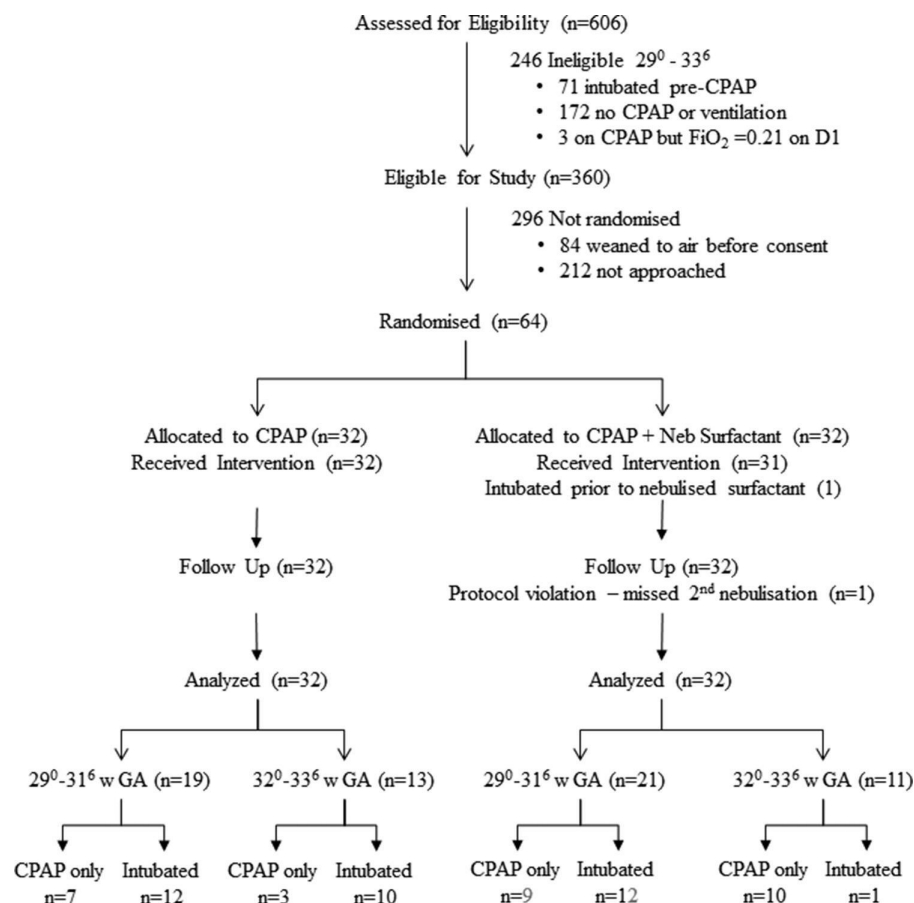 Assessed for Eligibility (n=606)
246 Ineligible 29⁰ - 33⁶
• 71 intubated pre-CPAP
• 172 no CPAP or ventilation
• 3 on CPAP but FiO₂ =0.21 on D1
Eligible for Study (n=360)
296 Not randomised
• 84 weaned to air before consent
• 212 not approached
Randomised (n=64)
Allocated to CPAP (n=32)
Received Intervention (n=32)
Allocated to CPAP + Neb Surfactant (n=32)
Received Intervention (n=31)
Intubated prior to nebulised surfactant (1)
Follow Up (n=32)
Follow Up (n=32)
Protocol violation – missed 2ⁿᵈ nebulisation (n=1)
Analyzed (n=32)
Analyzed (n=32)
29⁰-31⁶ w GA (n=19)
32⁰-33⁶ w GA (n=13)
29⁰-31⁶ w GA (n=21)
32⁰-33⁶ w GA (n=11)
CPAP only
n=7
Intubated
n=12
CPAP only
n=3
Intubated
n=10
CPAP only
n=9
Intubated
n=12
CPAP only
n=10
Intubated
n=1